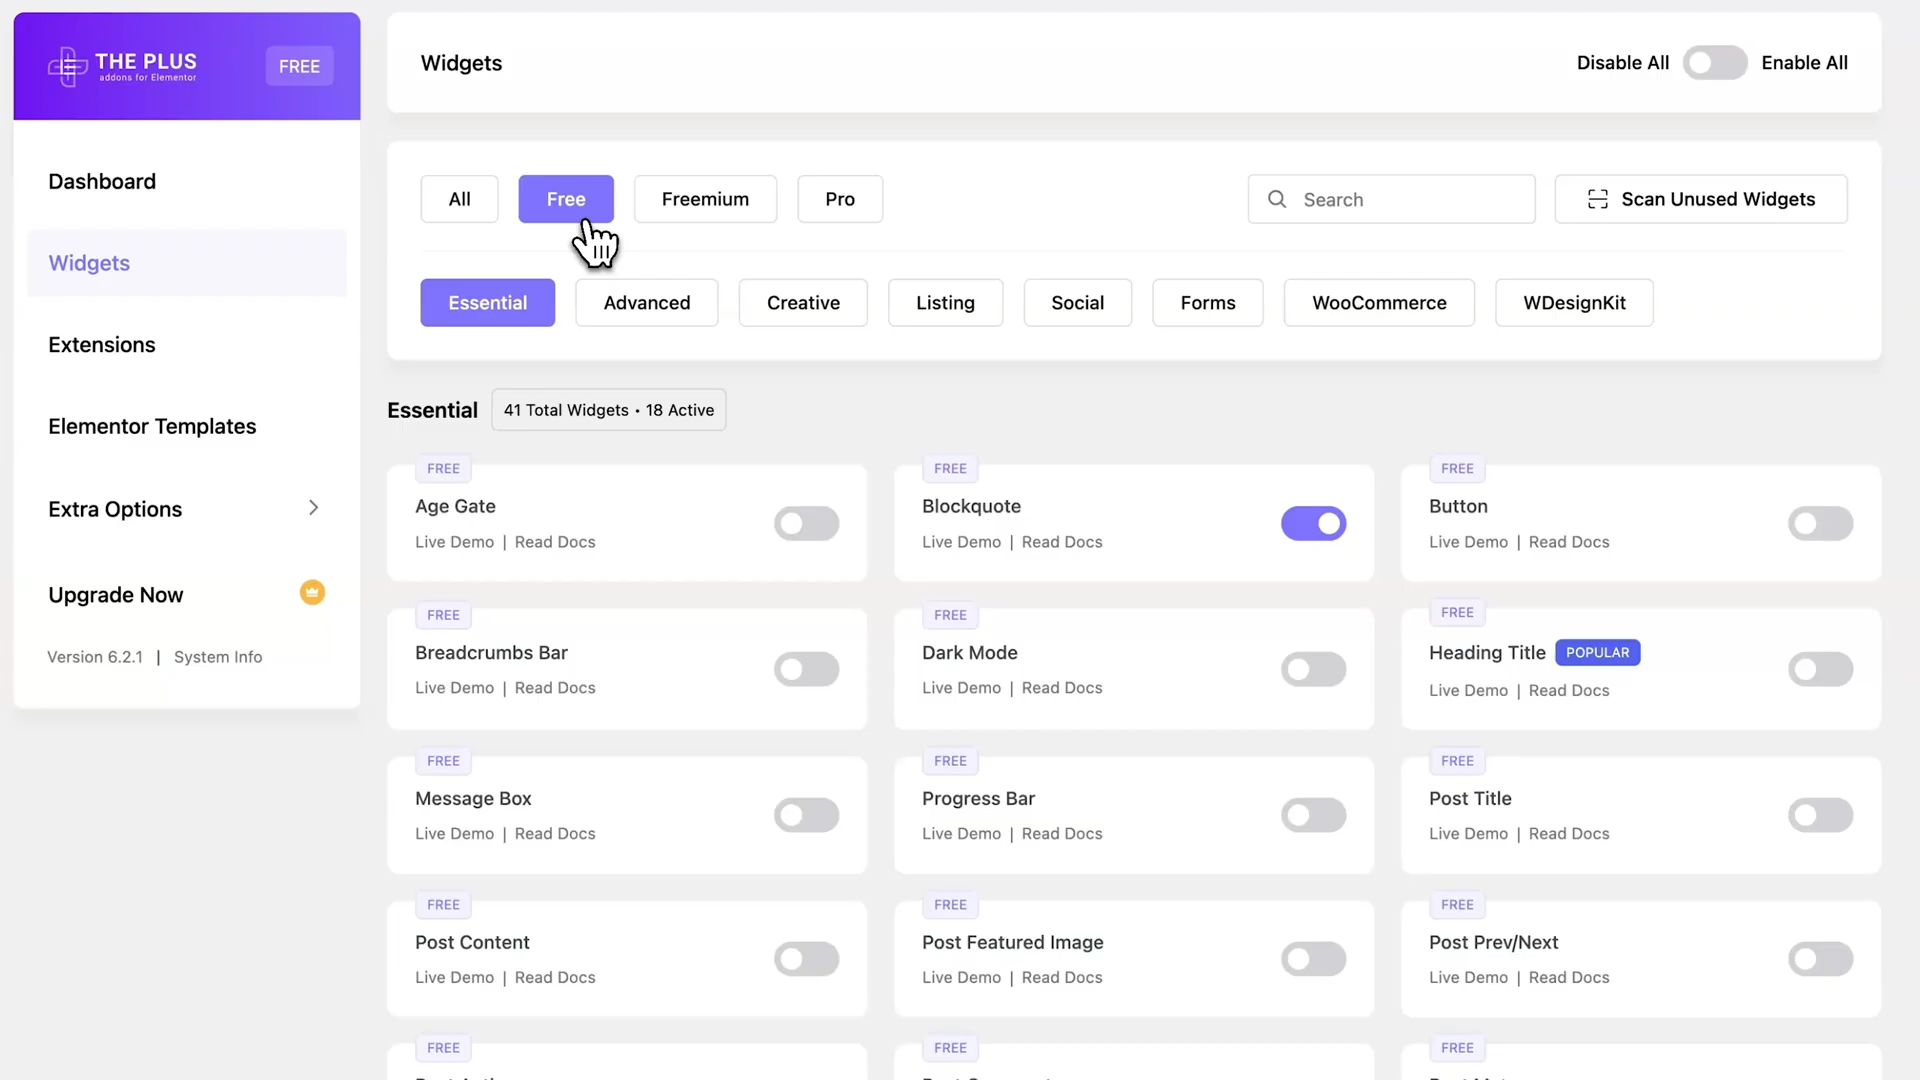 THE PLUS
addons for Elementor
FREE
Dashboard
Widgets
Extensions
Elementor Templates
Extra Options
Upgrade Now
Version 6.2.1 | System Info
Widgets
Disable All
Enable All
All
Free
Freemium
Pro
Search
Scan Unused Widgets
Essential
Advanced
Creative
Listing
Social
Forms
WooCommerce
WDesignKit
Essential
41 Total Widgets • 18 Active
FREE
Age Gate
Live Demo | Read Docs
FREE
Blockquote
Live Demo | Read Docs
FREE
Button
Live Demo | Read Docs
FREE
Breadcrumbs Bar
Live Demo | Read Docs
FREE
Dark Mode
Live Demo | Read Docs
FREE
Heading Title POPULAR
Live Demo | Read Docs
FREE
Message Box
Live Demo | Read Docs
FREE
Progress Bar
Live Demo | Read Docs
FREE
Post Title
Live Demo | Read Docs
FREE
Post Content
Live Demo | Read Docs
FREE
Post Featured Image
Live Demo | Read Docs
FREE
Post Prev/Next
Live Demo | Read Docs
FREE
FREE
FREE